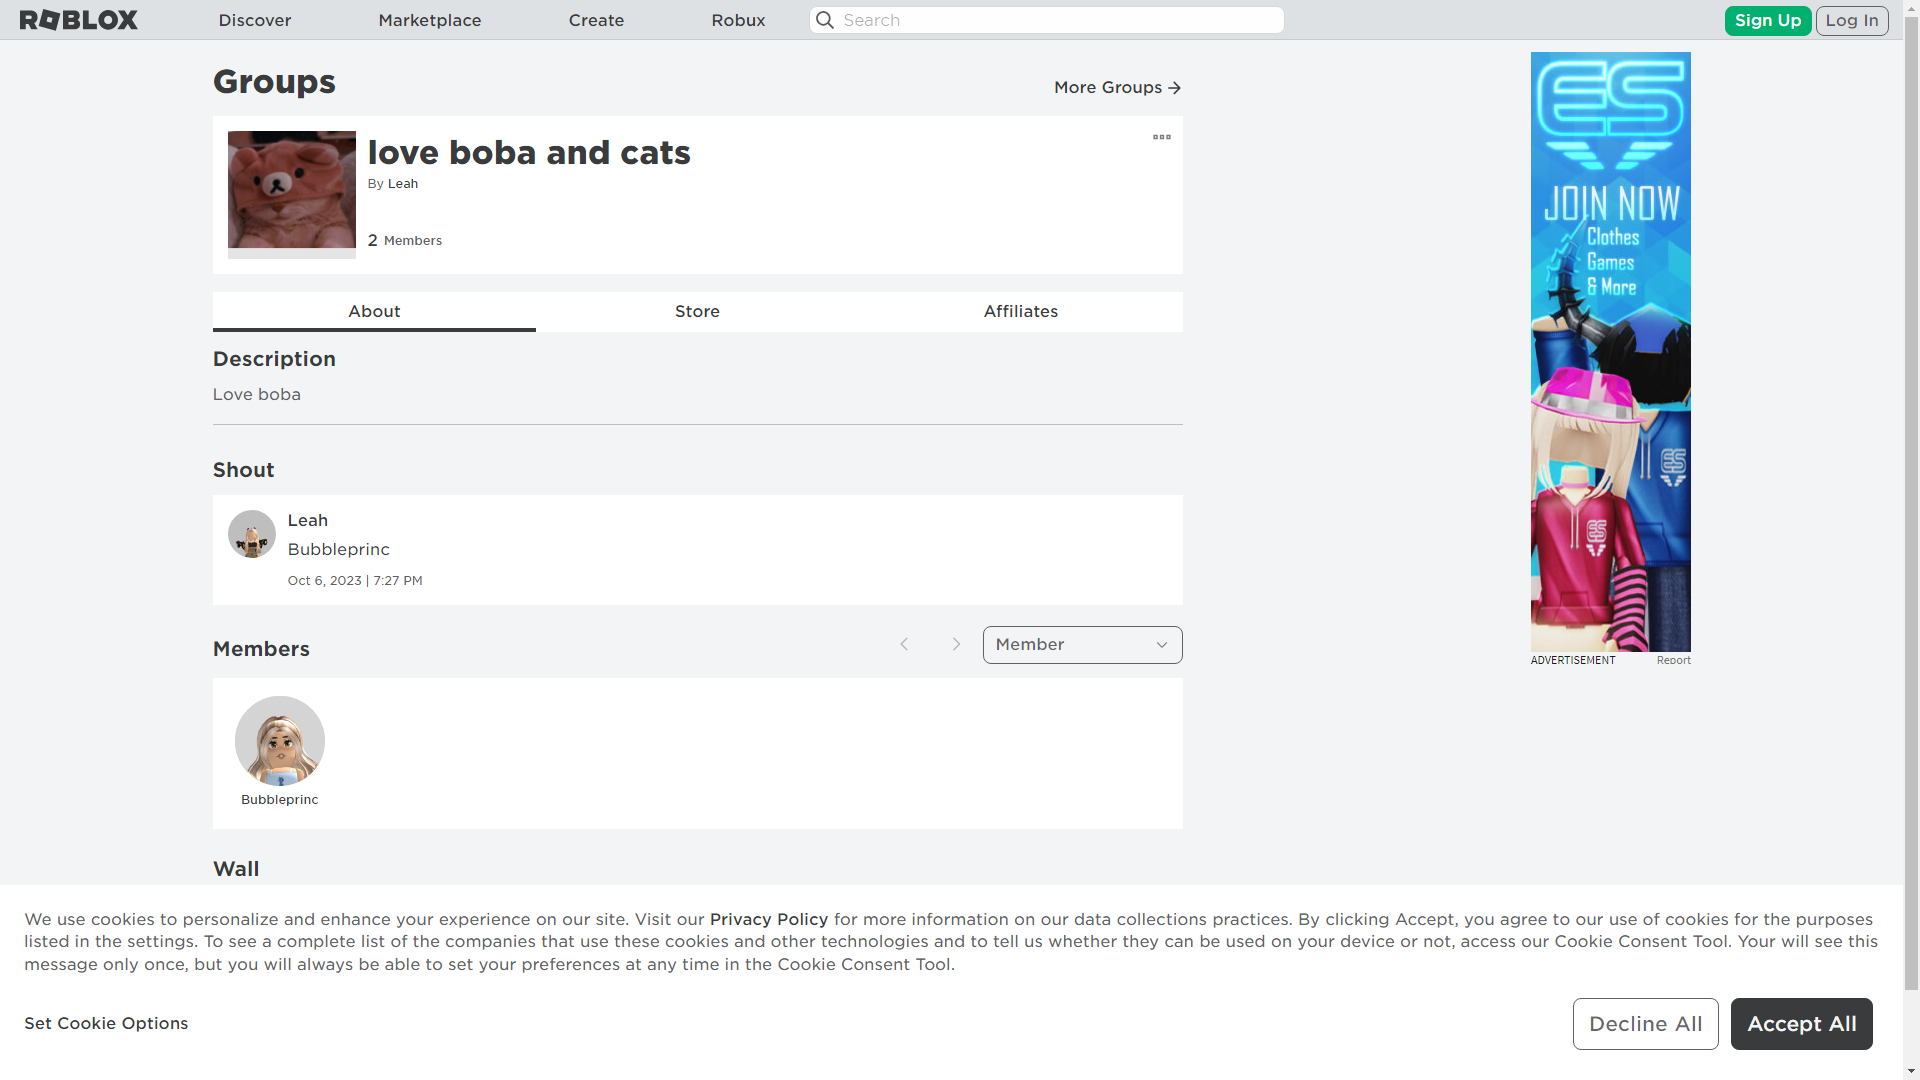 ROBLOX
Discover
Marketplace
Create
Robux
Search
Sign Up
Log In
Groups
More Groups
love boba and cats
By Leah
2 Members
About
Store
Affiliates
Description
Love boba
Shout
Leah
Bubbleprinc
Oct 6, 2023 | 7:27 PM
Members
Member
Bubbleprinc
Wall
ES
JOIN NOW
Clothes
Games
& More
ES
ES
ADVERTISEMENT
Report
We use cookies to personalize and enhance your experience on our site. Visit our Privacy Policy for more information on our data collections practices. By clicking Accept, you agree to our use of cookies for the purposes
listed in the settings. To see a complete list of the companies that use these cookies and other technologies and to tell us whether they can be used on your device or not, access our Cookie Consent Tool. Your will see this
message only once, but you will always be able to set your preferences at any time in the Cookie Consent Tool.
Set Cookie Options
Decline All
Accept All